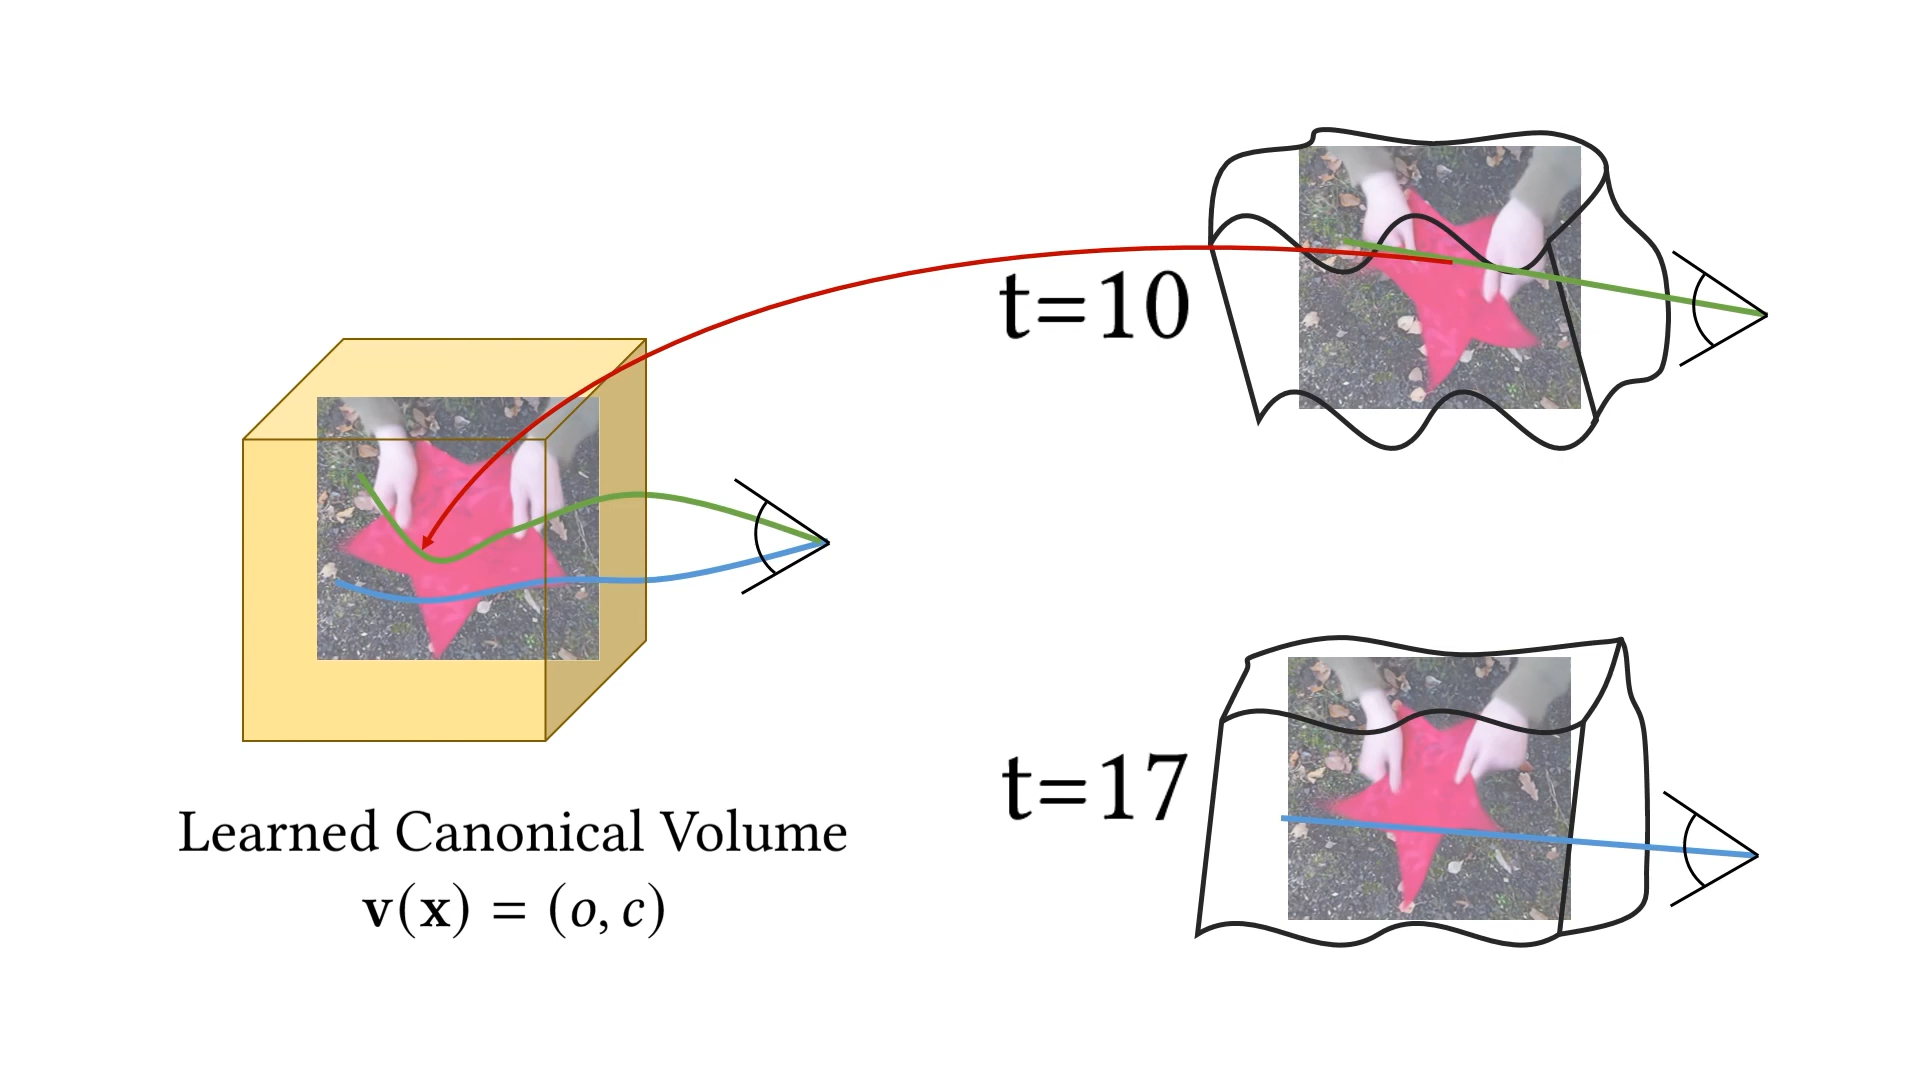 t=10
Learned Canonical Volume
v(x) = (o, c)
t=17